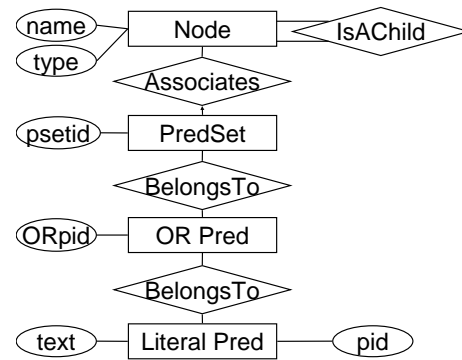 name
Node
IsAChild
type
Associates
psetid
PredSet
BelongsTo
ORpid
OR Pred
BelongsTo
text
Literal Pred
pid